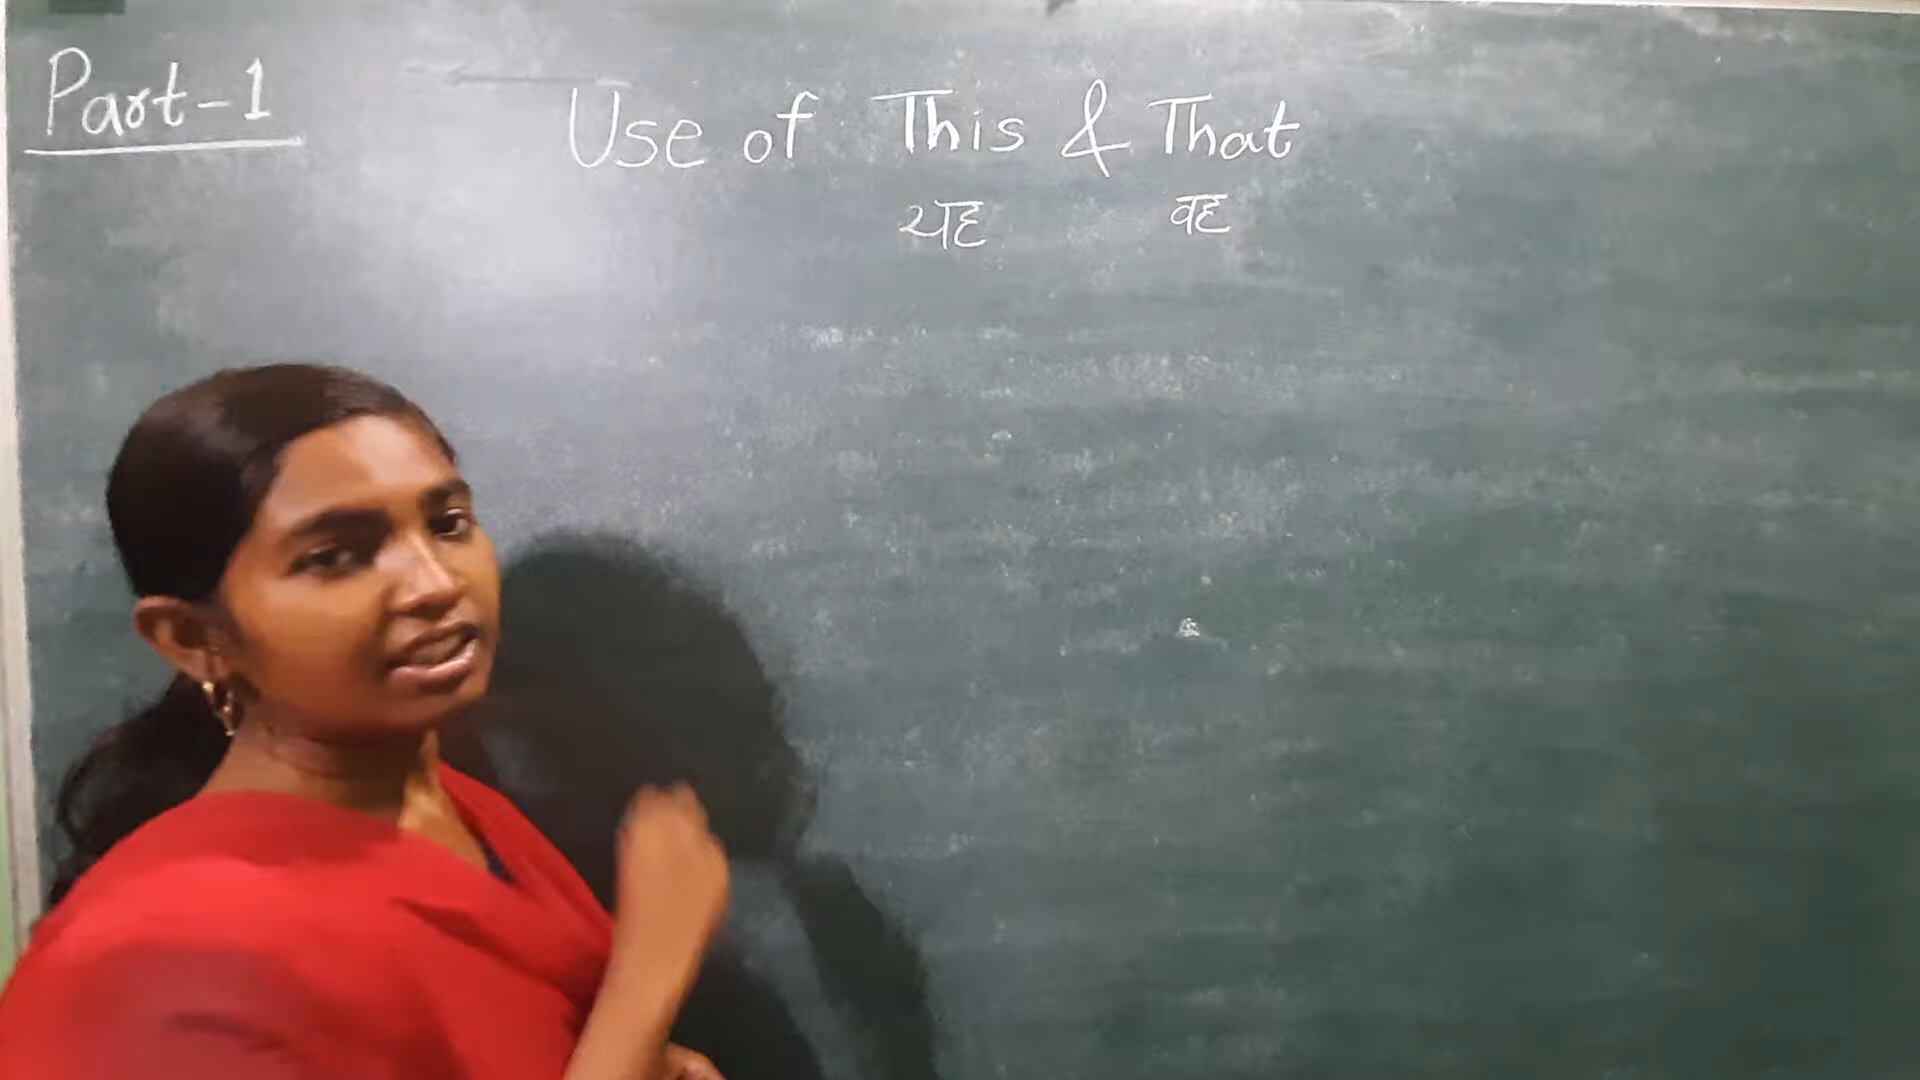 Part-1
Use of This & That
यह वह